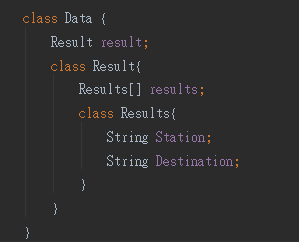 class Data {
    Result result;
    class Result{
        Results[] results;
        class Results{
            String Station;
            String Destination;
        }
    }
}